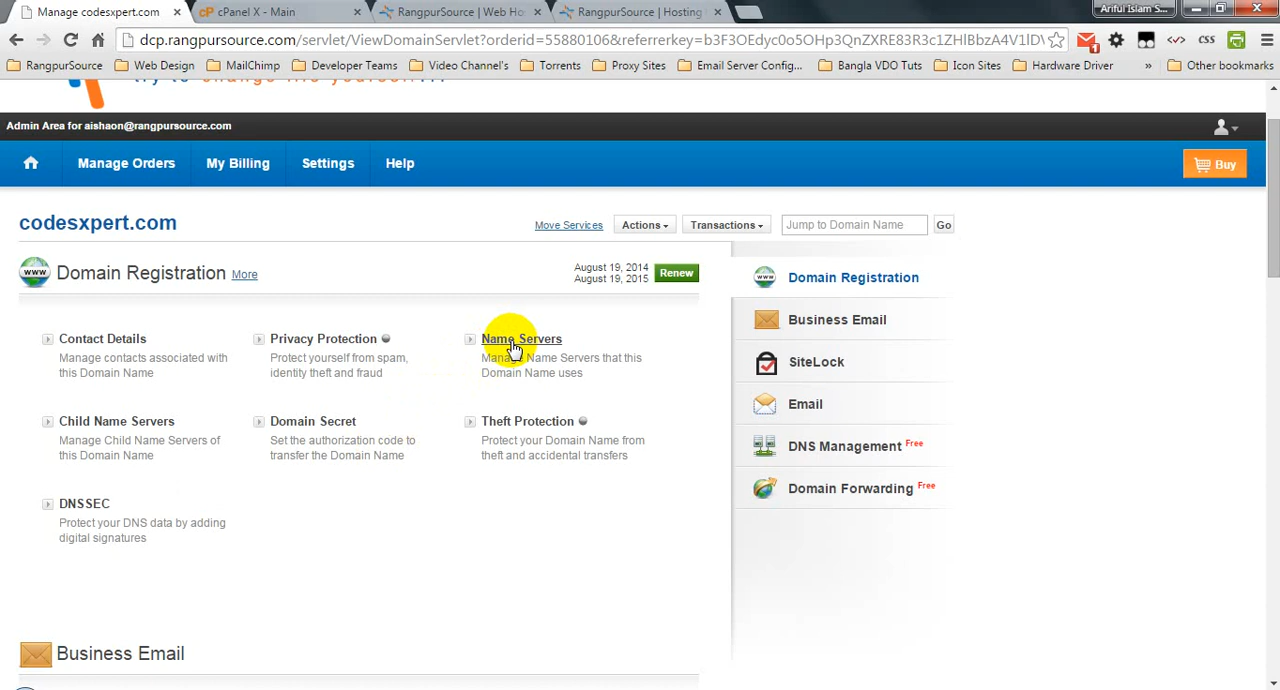 Manage codesxpert.com
cPanel X - Main
RangpurSource | Web Ho
RangpurSource | Hosting
Ariful Islam S...
dcp.rangpursource.com/servlet/ViewDomainServlet?orderid=55880106&referrerkey=b3F3OEdyc0o5OHp3QnZXRE83R3c1ZHlBbzA4V1lD
RangpurSource
Web Design
MailChimp
Developer Teams
Video Channel's
Torrents
Proxy Sites
Email Server Config...
Bangla VDO Tuts
Icon Sites
Hardware Driver
»
Other bookmarks
Admin Area for aishaon@rangpursource.com
Manage Orders
My Billing
Settings
Help
Buy
codesxpert.com
Move Services
Actions
Transactions
Jump to Domain Name
Go
www
Domain Registration More
August 19, 2014
August 19, 2015
Renew
Contact Details
Manage contacts associated with
this Domain Name
Privacy Protection
Protect yourself from spam,
identity theft and fraud
Name Servers
Manage Name Servers that this
Domain Name uses
Child Name Servers
Manage Child Name Servers of
this Domain Name
Domain Secret
Set the authorization code to
transfer the Domain Name
Theft Protection
Protect your Domain Name from
theft and accidental transfers
DNSSEC
Protect your DNS data by adding
digital signatures
Business Email
Domain Registration
Business Email
SiteLock
Email
DNS Management Free
Domain Forwarding Free